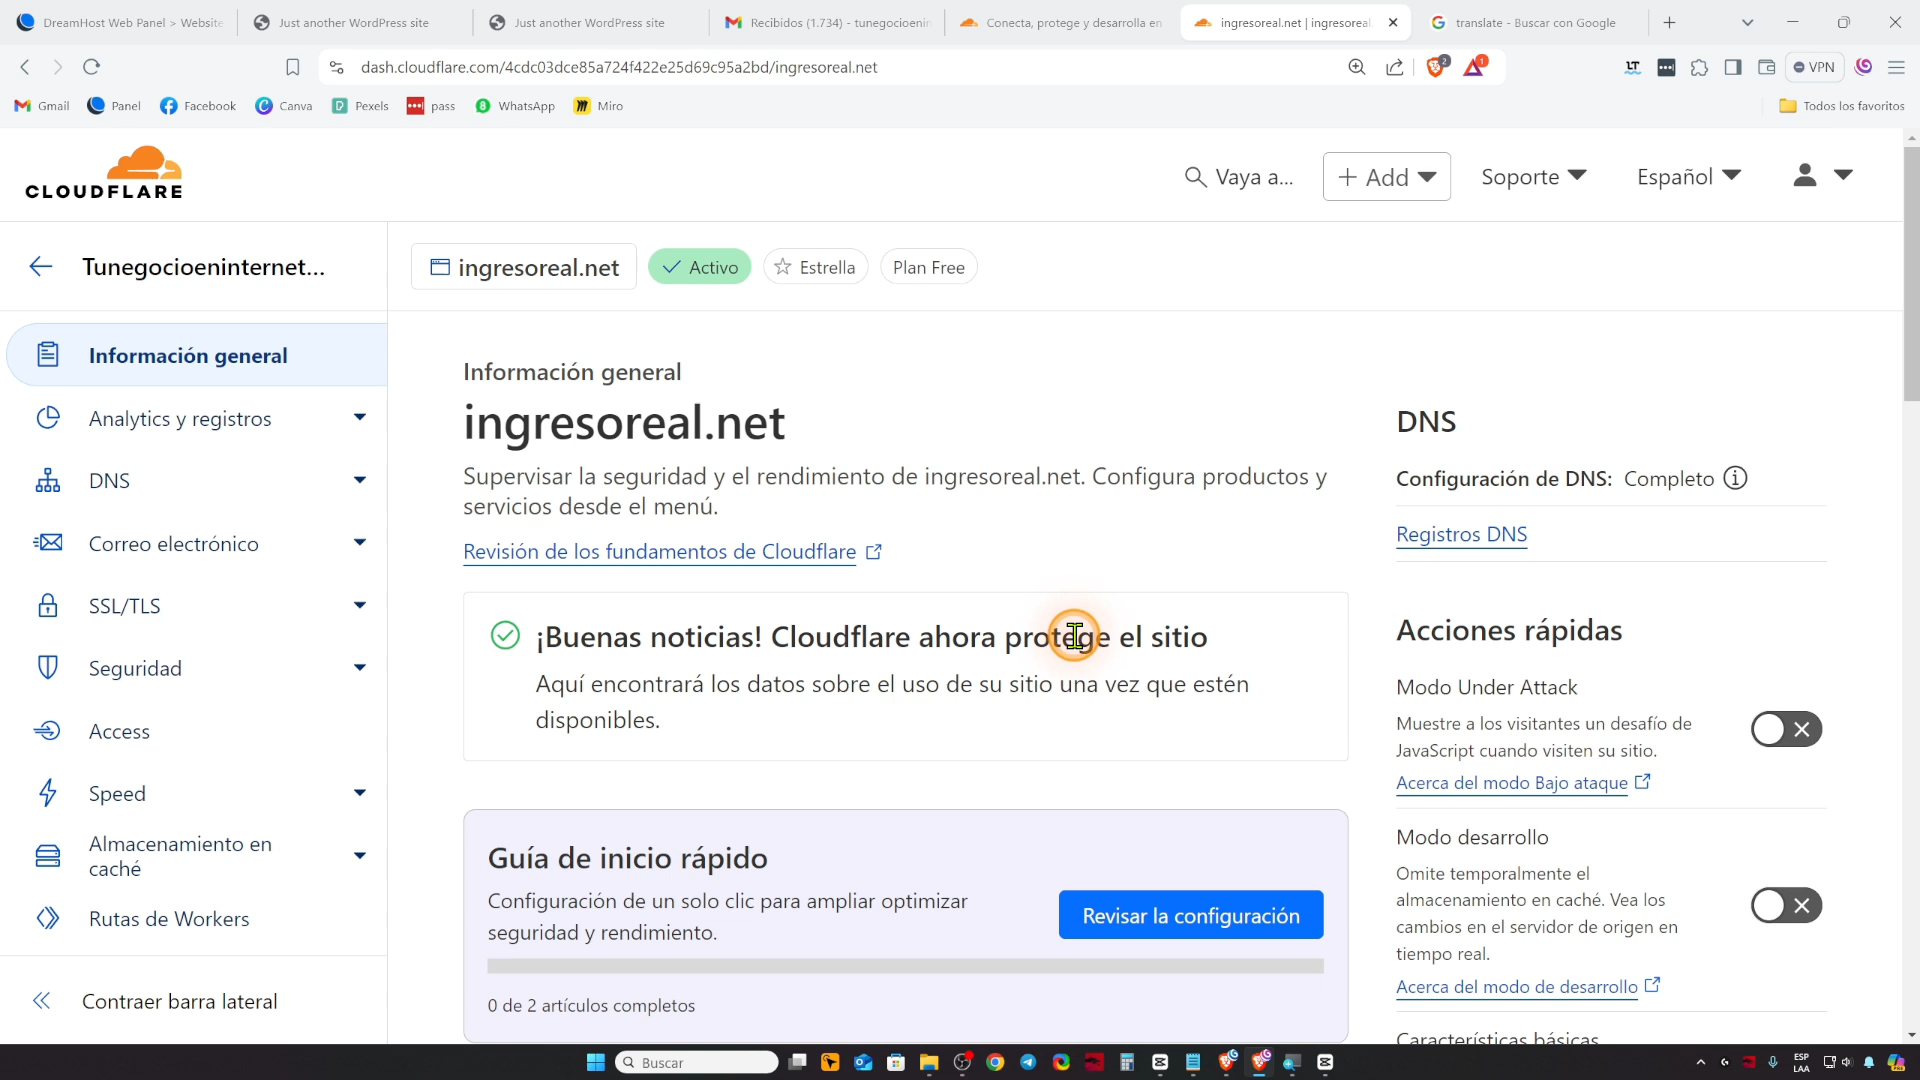 DreamHost Web Panel > Website
Just another WordPress site
Just another WordPress site
Recibidos (1.734) - tunegocioenin
Conecta, protege y desarrolla en
ingresoreal.net | ingresoreal
translate - Buscar con Google
dash.cloudflare.com/4cdc03dce85a724f422e25d69c95a2bd/ingresoreal.net
2
1
VPN
Gmail
Panel
Facebook
Canva
Pexels
pass
WhatsApp
Miro
Todos los favoritos
CLOUDFLARE
Vaya a...
+ Add
Soporte
Español
Tunegocioeninternet...
ingresoreal.net
Activo
Estrella
Plan Free
Información general
Analytics y registros
DNS
Correo electrónico
SSL/TLS
Seguridad
Access
Speed
Almacenamiento en
caché
Rutas de Workers
Contraer barra lateral
Información general
ingresoreal.net
Supervisar la seguridad y el rendimiento de ingresoreal.net. Configura productos y
servicios desde el menú.
Revisión de los fundamentos de Cloudflare
¡Buenas noticias! Cloudflare ahora protege el sitio
Aquí encontrará los datos sobre el uso de su sitio una vez que estén
disponibles.
Guía de inicio rápido
Configuración de un solo clic para ampliar optimizar
seguridad y rendimiento.
Revisar la configuración
0 de 2 artículos completos
DNS
Configuración de DNS: Completo
Registros DNS
Acciones rápidas
Modo Under Attack
Muestre a los visitantes un desafío de
JavaScript cuando visiten su sitio.
Acerca del modo Bajo ataque
Modo desarrollo
Omite temporalmente el
almacenamiento en caché. Vea los
cambios en el servidor de origen en
tiempo real.
Acerca del modo de desarrollo
Características básicas
Buscar
ESP
LAA